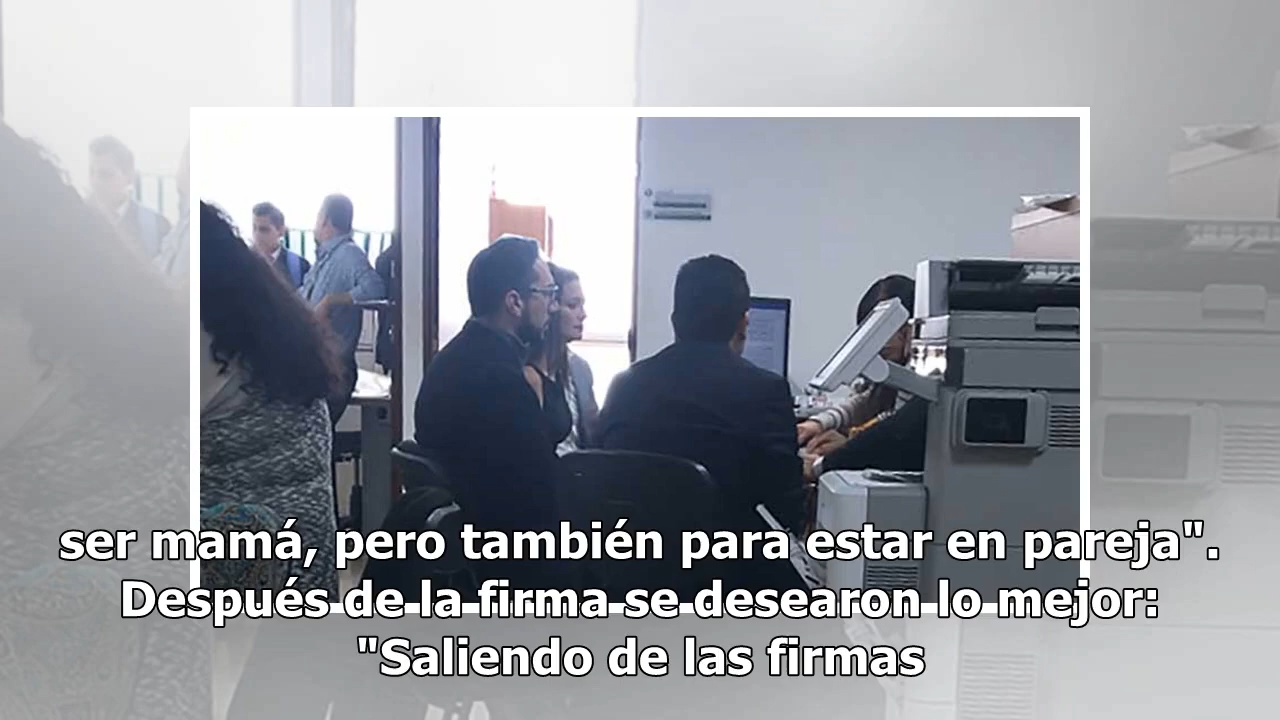 ser mamá, pero también para estar en pareja".
Después de la firma se desearon lo mejor:
"Saliendo de las firmas